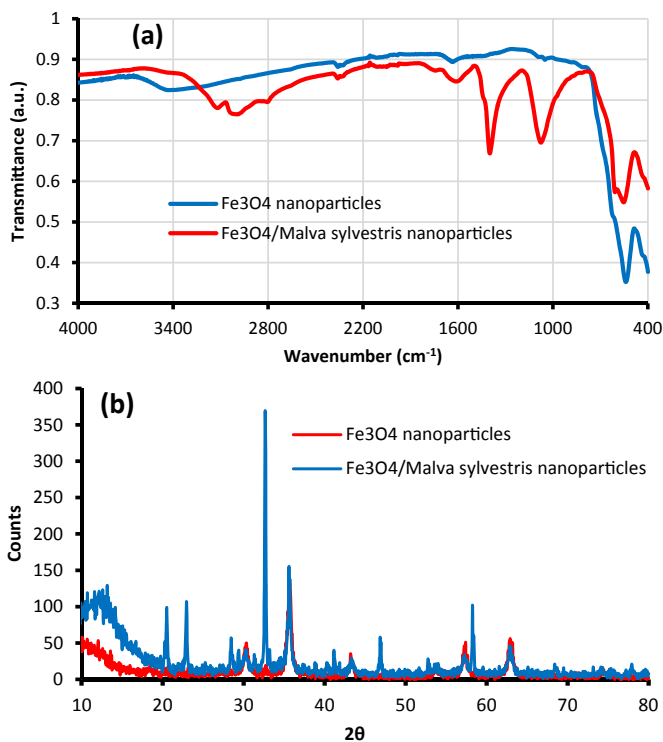 (a)
Transmittance (a.u.)
1
0.9
0.8
0.7
0.6
0.5
0.4
0.3
Fe3O4 nanoparticles
Fe3O4/Malva sylvestris nanoparticles
4000 3400 2800 2200 1600 1000 400
Wavenumber (cm⁻¹)
(b)
Counts
400
350
300
250
200
150
100
50
0
Fe3O4 nanoparticles
Fe3O4/Malva sylvestris nanoparticles
10 20 30 40 50 60 70 80
2θ